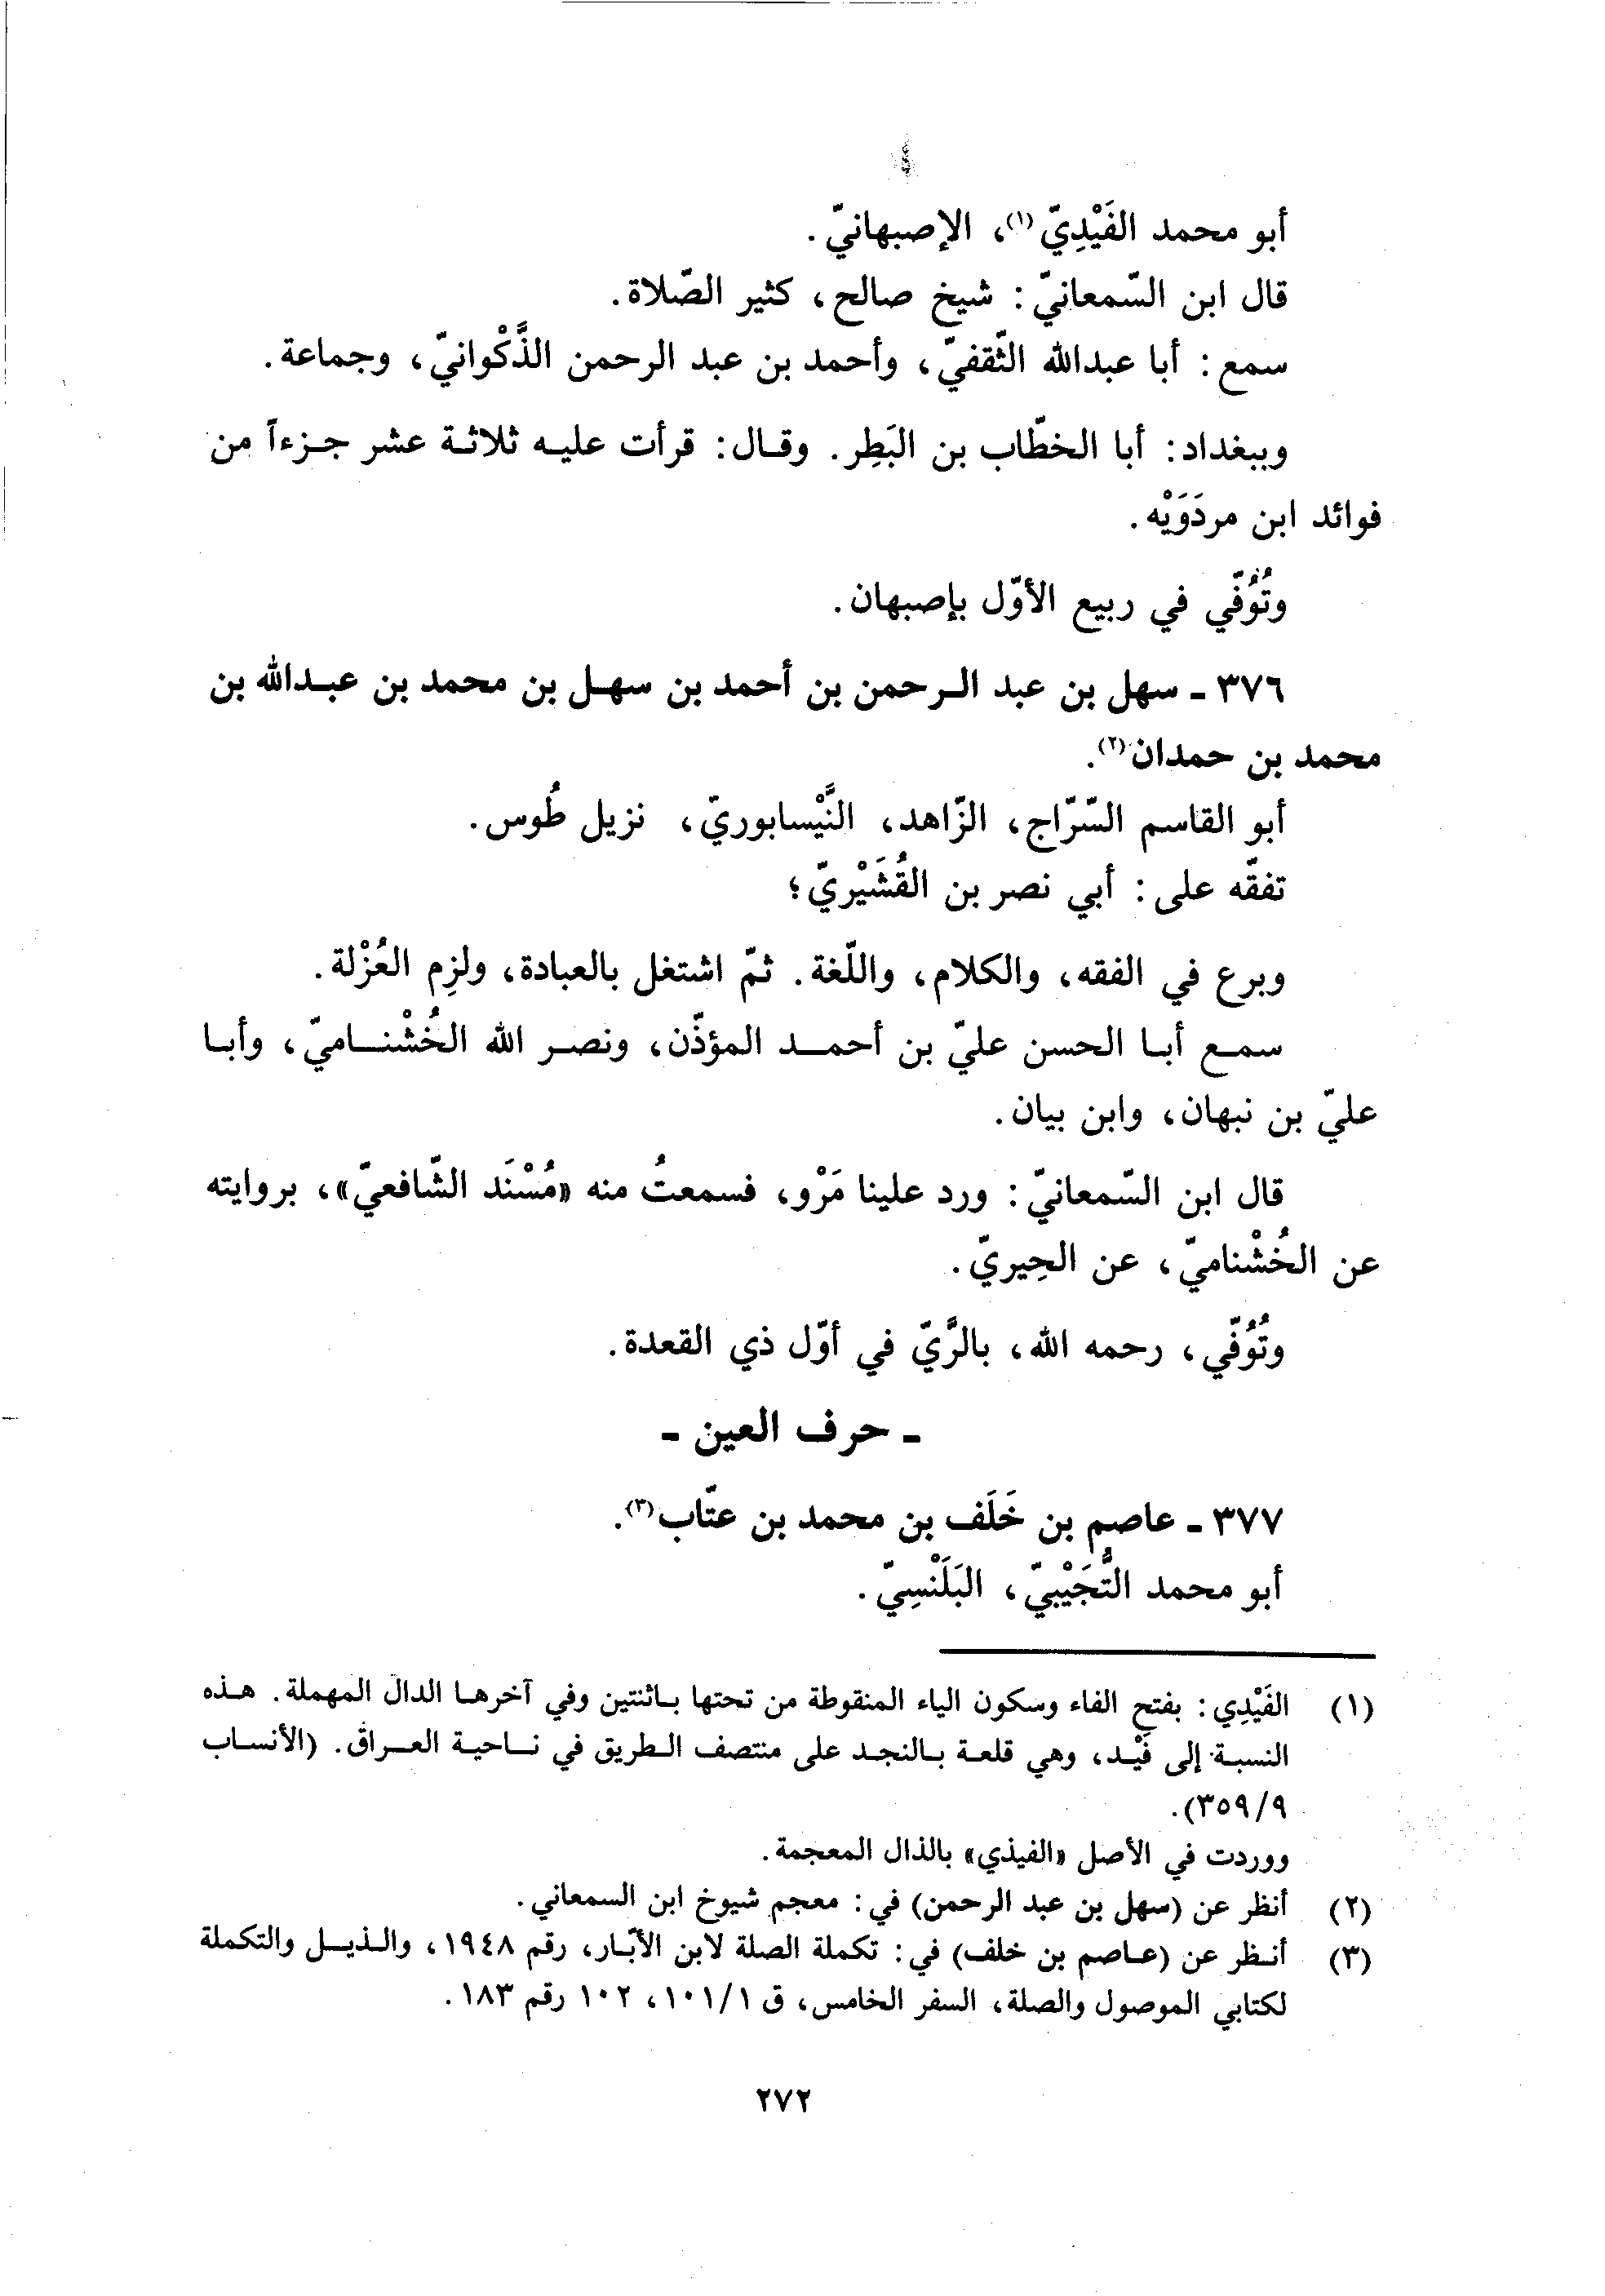 أبو محمد الفَيْدِيّ(١)، الإصبهانيّ.
قال ابن السّمعانيّ: شيخ صالح، كثير الصّلاة.
سمع: أبا عبدالله الثّقفيّ، وأحمد بن عبد الرحمن الذَّكْوانيّ، وجماعة.
وببغداد: أبا الخطّاب بن البَطِر. وقال: قرأت عليه ثلاثة عشر جزءاً من
فوائد ابن مردَوَيْه.
وتُوُفّي في ربيع الأوّل بإصبهان.
٣٧٦ ـ سهل بن عبد الرحمن بن أحمد بن سهل بن محمد بن عبدالله بن
محمد بن حمدان(٢).
أبو القاسم السّرّاج، الزّاهد، النَّيْسابوريّ، نزيل طُوس.
تفقّه على: أبي نصر بن القُشَيْريّ؛
وبرع في الفقه، والكلام، واللّغة. ثمّ اشتغل بالعبادة، ولزِم العُزْلة.
سمع أبا الحسن عليّ بن أحمد المؤذّن، ونصر الله الخُشْناميّ، وأبا
عليّ بن نبهان، وابن بيان.
قال ابن السّمعانيّ: ورد علينا مَرْو، فسمعتُ منه «مُسْنَد الشّافعيّ»، بروايته
عن الخُشْناميّ، عن الحِيريّ.
وتُوُفّي، رحمه الله، بالرَّيّ في أوّل ذي القعدة.
ـ حرف العين ـ
٣٧٧ ـ عاصم بن خَلَف بن محمد بن عتّاب(٣).
أبو محمد التُّجَيْبيّ، البَلَنْسِيّ.
(١) الفَيْدِي: بفتح الفاء وسكون الياء المنقوطة من تحتها باثنتين وفي آخرها الدال المهملة. هذه
النسبة إلى فَيْد، وهي قلعة بالنجد على منتصف الطريق في ناحية العراق. (الأنساب
٣٥٩/٩).
ووردت في الأصل «الفيذي» بالذال المعجمة.
(٢) أنظر عن (سهل بن عبد الرحمن) في: معجم شيوخ ابن السمعاني.
(٣) أنظر عن (عاصم بن خلف) في: تكملة الصلة لابن الأبّار، رقم ١٩٤٨، والذيل والتكملة
لكتابي الموصول والصلة، السفر الخامس، ق ١٠١/١، ١٠٢ رقم ١٨٣.
٢٧٢